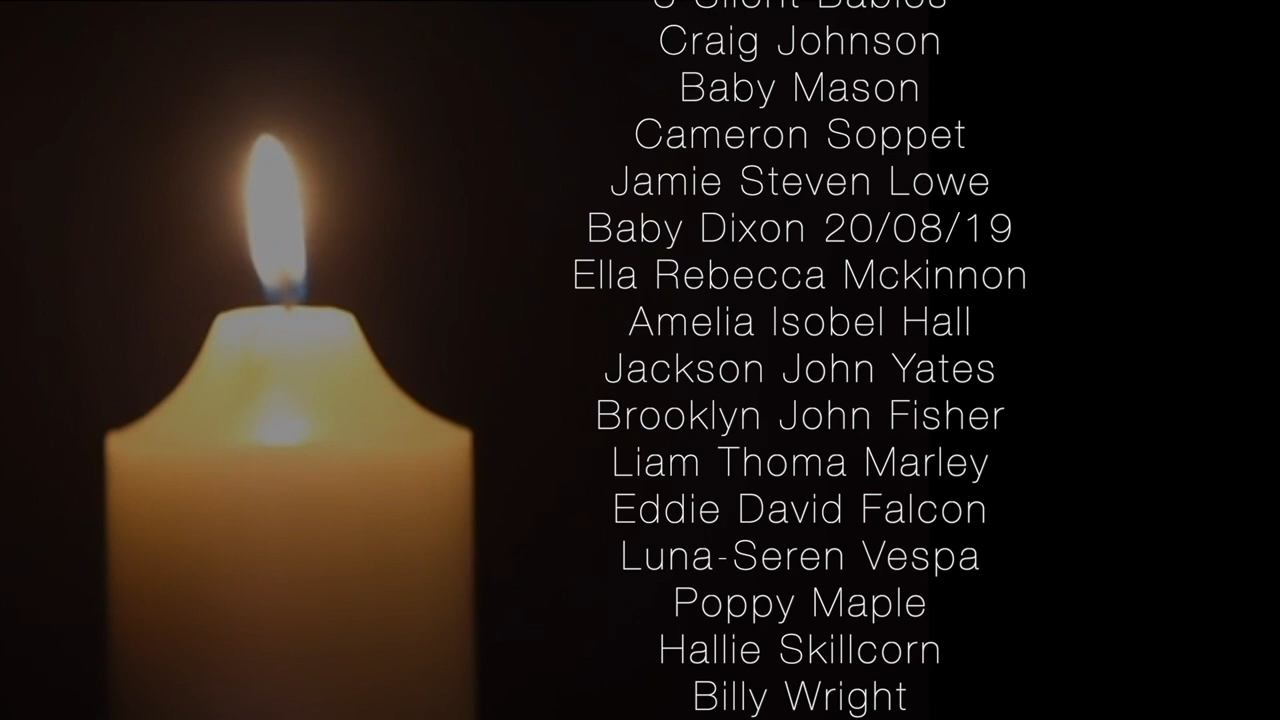 Silent Babies
Craig Johnson
Baby Mason
Cameron Soppet
Jamie Steven Lowe
Baby Dixon 20/08/19
Ella Rebecca Mckinnon
Amelia Isobel Hall
Jackson John Yates
Brooklyn John Fisher
Liam Thoma Marley
Eddie David Falcon
Luna-Seren Vespa
Poppy Maple
Hallie Skillcorn
Billy Wright